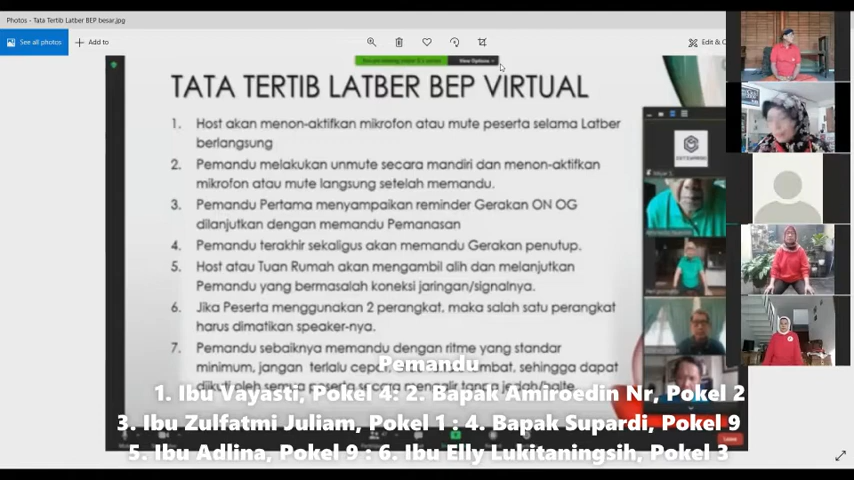 Photos - Tata Tertib Latber BEP besar.jpg
See all photos
Add to
Edit & C
View Options
TATA TERTIB LATBER BEP VIRTUAL
1. Host akan menon-aktifkan mikrofon atau mute peserta selama Latber
berlangsung
2. Pemandu melakukan unmute secara mandiri dan menon-aktifkan
mikrofon atau mute langsung setelah memandu.
3. Pemandu Pertama menyampaikan reminder Gerakan ON OG
dilanjutkan dengan memandu Pemanasan
4. Pemandu terakhir sekaligus akan memandu Gerakan penutup.
5. Host atau Tuan Rumah akan mengambil alih dan melanjutkan
Pemandu yang bermasalah koneksi jaringan/signalnya.
6. Jika Peserta menggunakan 2 perangkat, maka salah satu perangkat
harus dimatikan speaker-nya.
7. Pemandu sebaiknya memandu dengan ritme yang standar
minimum, jangan terlalu sehingga dapat
Leave
Pemandu
1. Ibu Vayasti, Pokel 4: 2. Bapak Amiroedin Nr, Pokel 2
3. Ibu Zulfatmi Juliam, Pokel 1 : 4. Bapak Supardi, Pokel 9
5. Ibu Adlina, Pokel 9 : 6. Ibu Elly Lukitaningsih, Pokel 3